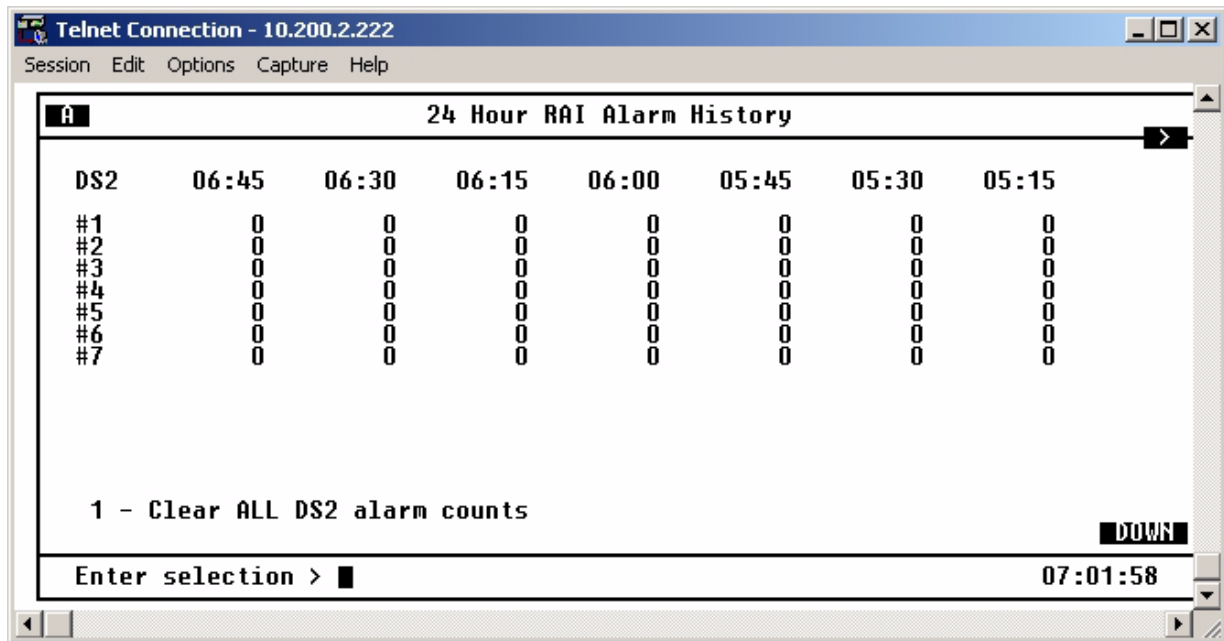 Telnet Connection - 10.200.2.222
Session Edit Options Capture Help
A 24 Hour RAI Alarm History
>
DS2 06:45 06:30 06:15 06:00 05:45 05:30 05:15
#1 0 0 0 0 0 0 0
#2 0 0 0 0 0 0 0
#3 0 0 0 0 0 0 0
#4 0 0 0 0 0 0 0
#5 0 0 0 0 0 0 0
#6 0 0 0 0 0 0 0
#7 0 0 0 0 0 0 0
1 - Clear ALL DS2 alarm counts
DOWN
Enter selection > 07:01:58